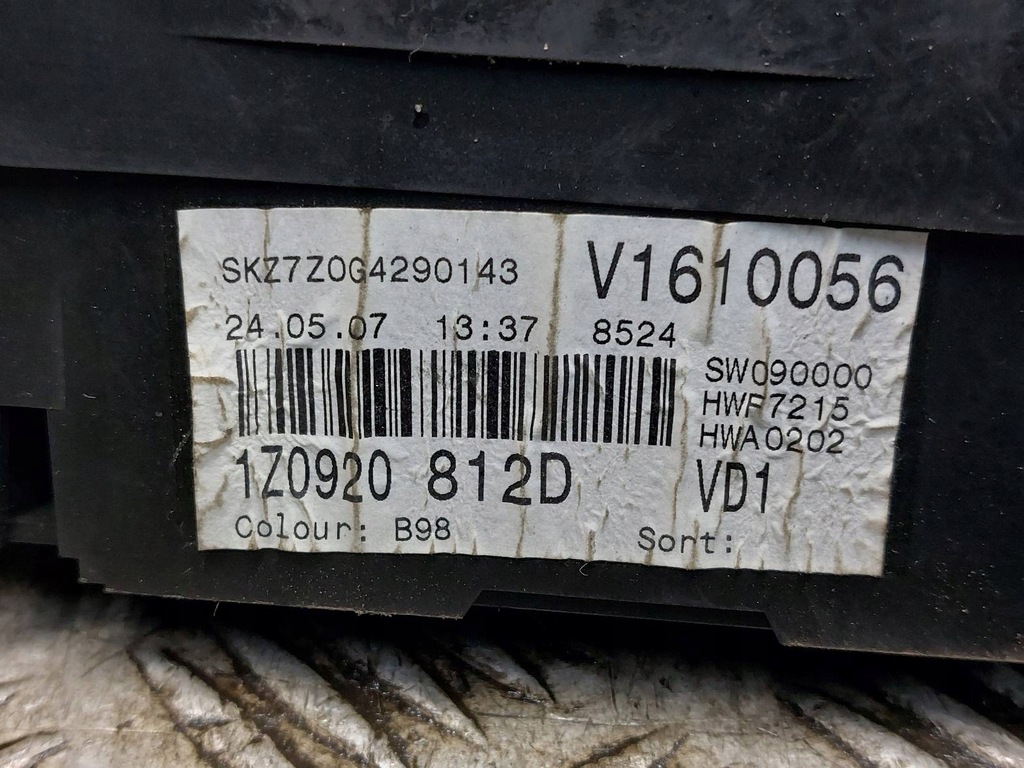 SKZ7Z0G4290143 V1610056
24.05.07 13:37 8524
SW090000
HWF7215
HWA0202
1Z0920 812D VD1
Colour: B98 Sort: